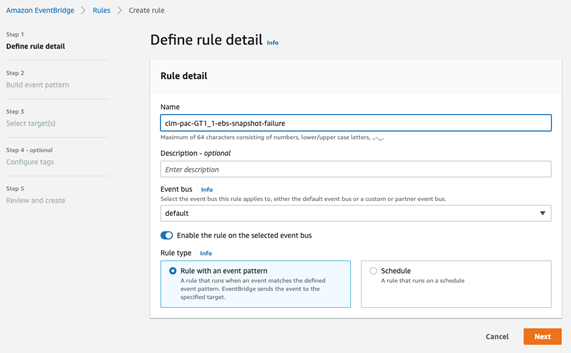 Amazon EventBridge > Rules > Create rule
Step 1
Define rule detail
Step 2
Build event pattern
Step 3
Select target(s)
Step 4 - optional
Configure tags
Step 5
Review and create
Define rule detail Info
Rule detail
Name
clm-pac-GT1_1-ebs-snapshot-failure
Maximum of 64 characters consisting of numbers, lower/upper case letters, .,-,_.
Description - optional
Enter description
Event bus Info
Select the event bus this rule applies to, either the default event bus or a custom or partner event bus.
default
Enable the rule on the selected event bus
Rule type Info
Rule with an event pattern
A rule that runs when an event matches the defined
event pattern. EventBridge sends the event to the
specified target.
Schedule
A rule that runs on a schedule
Cancel
Next